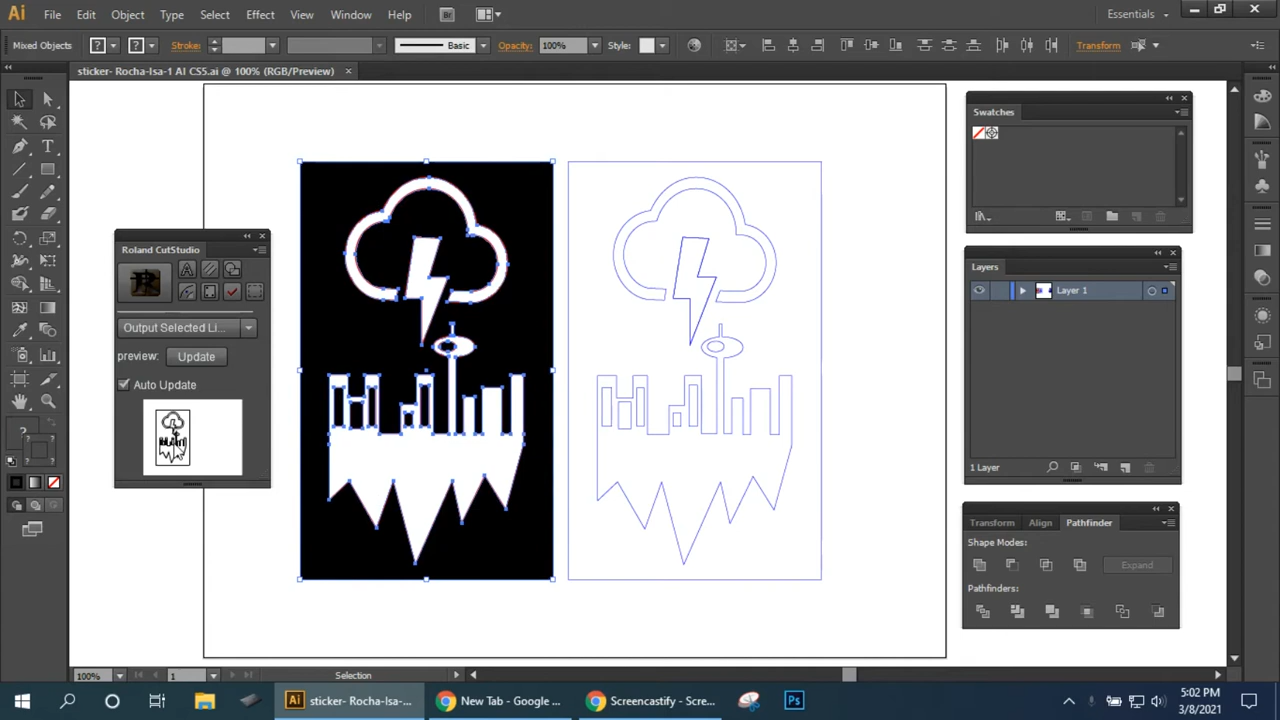 Ai File Edit Object Type Select Effect View Window Help Br Essentials
Mixed Objects ? ? Stroke: Basic Opacity: 100% Style: Transform
sticker- Rocha-Isa-1 AI CS5.ai @ 100% (RGB/Preview)
Swatches
Roland CutStudio
Output Selected Li...
preview: Update
Auto Update
Layers
Layer 1
1 Layer
Transform Align Pathfinder
Shape Modes:
Expand
Pathfinders:
100% 1 Selection
Ai sticker- Rocha-Isa-... New Tab - Google ... Screencastify - Scre... Ps
5:02 PM
3/8/2021